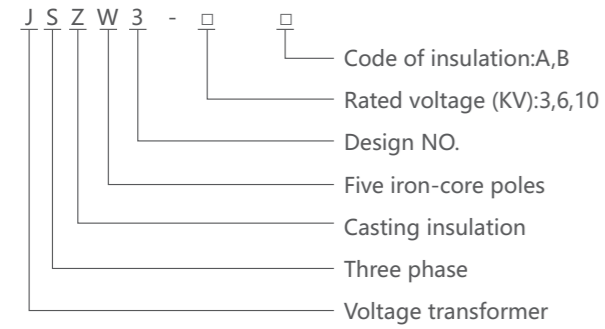 J S Z W 3 - □ □
Code of insulation:A,B
Rated voltage (KV):3,6,10
Design NO.
Five iron-core poles
Casting insulation
Three phase
Voltage transformer